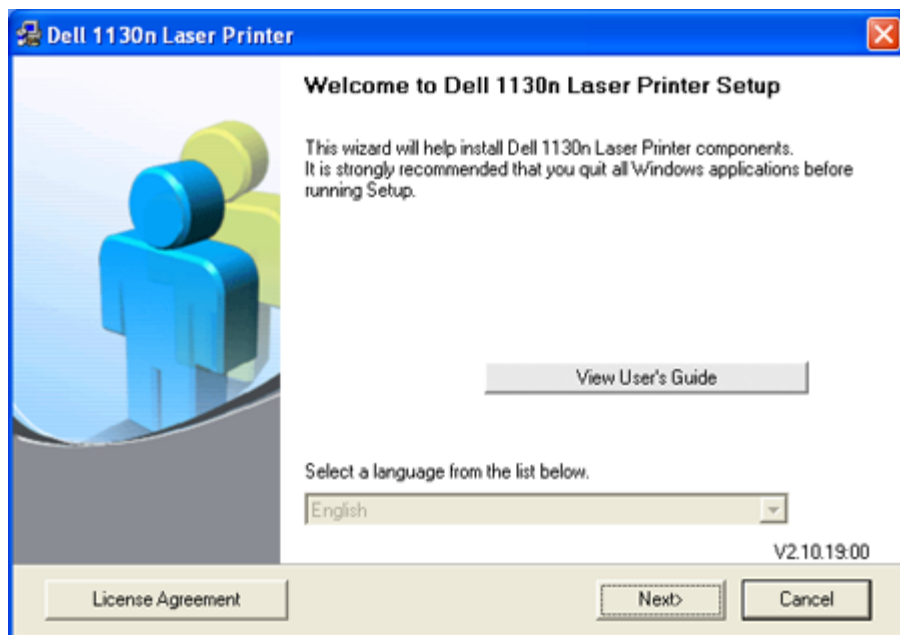 Dell 1130n Laser Printer
Welcome to Dell 1130n Laser Printer Setup
This wizard will help install Dell 1130n Laser Printer components.
It is strongly recommended that you quit all Windows applications before
running Setup.
View User's Guide
Select a language from the list below.
English
V2.10.19:00
License Agreement
Next>
Cancel